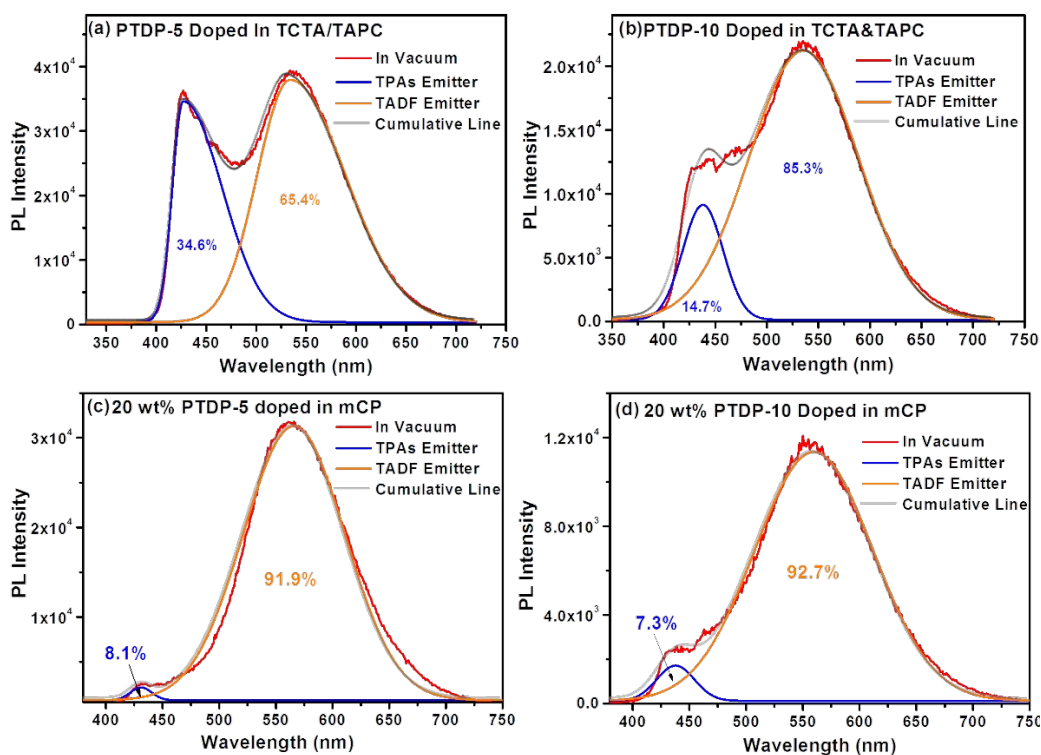 (a) PTDP-5 Doped In TCTA/TAPC
In Vacuum
TPAs Emitter
TADF Emitter
Cumulative Line
4x10⁴
3x10⁴
2x10⁴
1x10⁴
0
PL Intensity
34.6%
65.4%
350 400 450 500 550 600 650 700 750
Wavelength (nm)
(b) PTDP-10 Doped in TCTA&TAPC
In Vacuum
TPAs Emitter
TADF Emitter
Cumulative Line
2.0x10⁴
1.5x10⁴
1.0x10⁴
5.0x10³
0.0
PL Intensity
85.3%
14.7%
350 400 450 500 550 600 650 700 750
Wavelength (nm)
(c) 20 wt% PTDP-5 doped in mCP
In Vacuum
TPAs Emitter
TADF Emitter
Cumulative Line
3x10⁴
2x10⁴
1x10⁴
PL Intensity
91.9%
8.1%
400 450 500 550 600 650 700 750
Wavelength (nm)
(d) 20 wt% PTDP-10 Doped in mCP
In Vacuum
TPAs Emitter
TADF Emitter
Cumulative Line
1.2x10⁴
8.0x10³
4.0x10³
0.0
PL Intensity
92.7%
7.3%
400 450 500 550 600 650 700 750
Wavelength (nm)